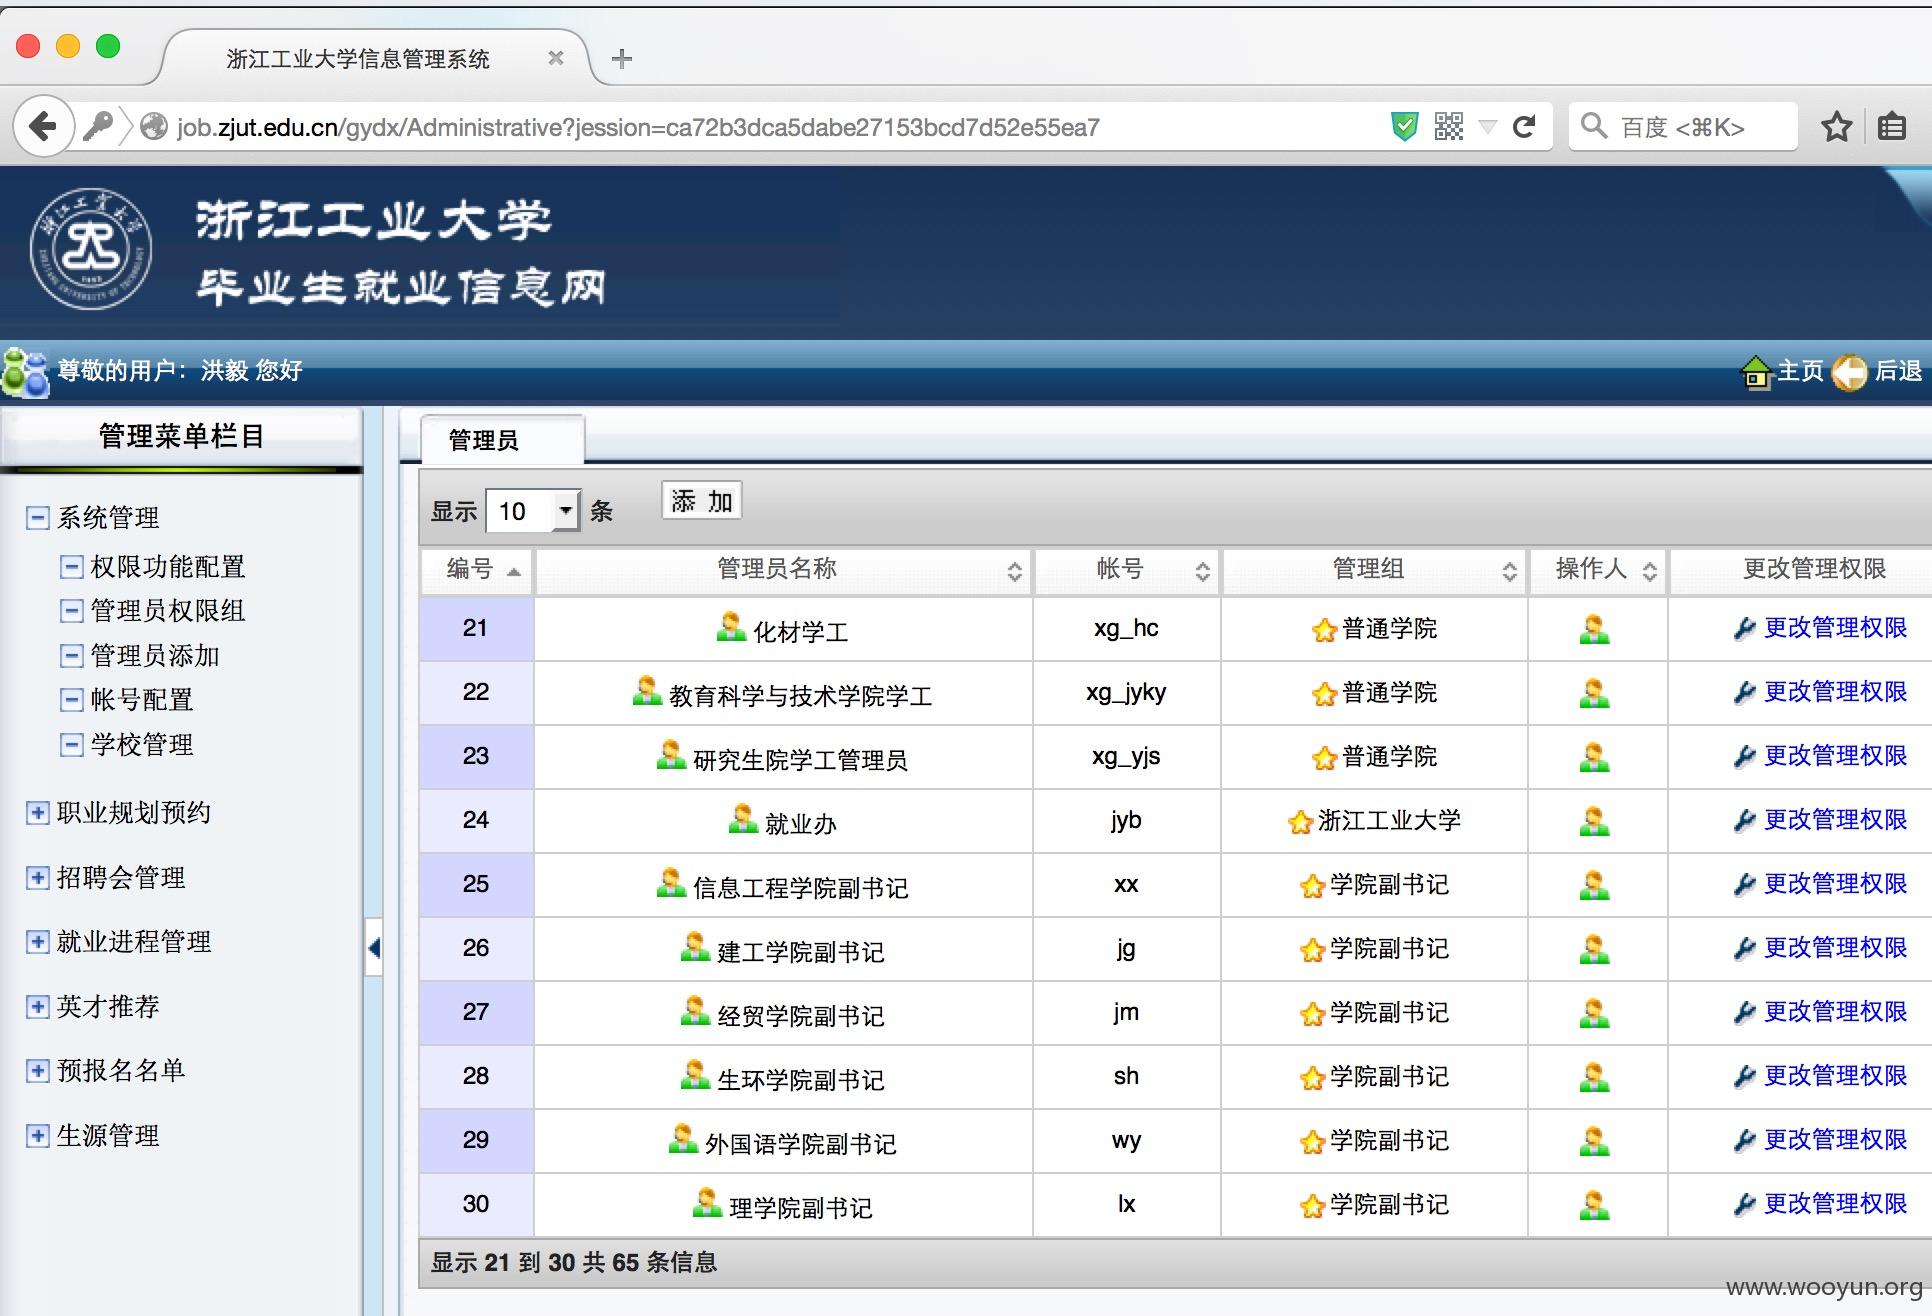 浙江工业大学信息管理系统
job.zjut.edu.cn/gydx/Administrative?jession=ca72b3dca5dabe27153bcd7d52e55ea7
百度 <⌘K>
浙江工业大学
毕业生就业信息网
尊敬的用户：洪毅 您好
主页 后退
管理菜单栏目
系统管理
权限功能配置
管理员权限组
管理员添加
帐号配置
学校管理
职业规划预约
招聘会管理
就业进程管理
英才推荐
预报名名单
生源管理
管理员
显示 10 条 添 加
编号 管理员名称 帐号 管理组 操作人 更改管理权限
21 化材学工 xg_hc 普通学院 更改管理权限
22 教育科学与技术学院学工 xg_jyky 普通学院 更改管理权限
23 研究生院学工管理员 xg_yjs 普通学院 更改管理权限
24 就业办 jyb 浙江工业大学 更改管理权限
25 信息工程学院副书记 xx 学院副书记 更改管理权限
26 建工学院副书记 jg 学院副书记 更改管理权限
27 经贸学院副书记 jm 学院副书记 更改管理权限
28 生环学院副书记 sh 学院副书记 更改管理权限
29 外国语学院副书记 wy 学院副书记 更改管理权限
30 理学院副书记 lx 学院副书记 更改管理权限
显示 21 到 30 共 65 条信息
www.wooyun.org